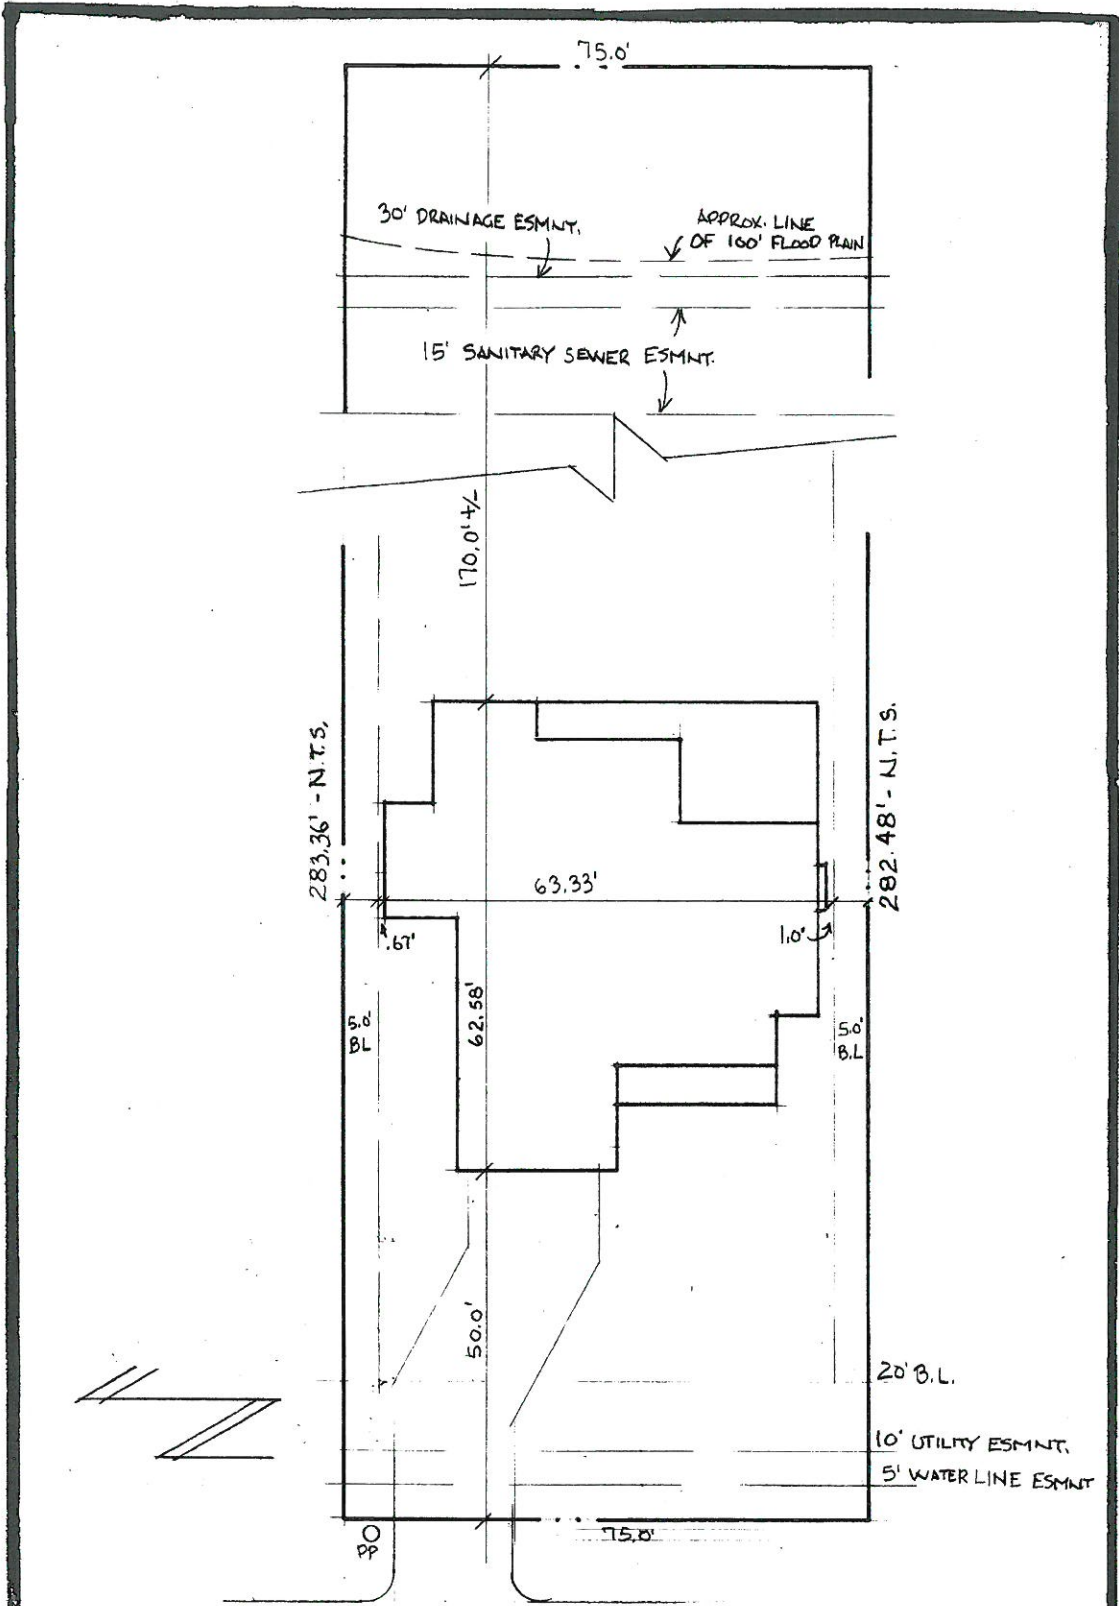 75.0'
30' DRAINAGE ESMNT.
APPROX. LINE
OF 100' FLOOD PLAIN
15' SANITARY SEWER ESMNT.
170.0' +/-
283.36' - N.T.S.
282.48' - N.T.S.
63.33'
.67'
1.0'
62.58'
5.0'
BL
5.0'
B.L
50.0'
20' B.L.
10' UTILITY ESMNT.
5' WATER LINE ESMNT
75.0'
PP